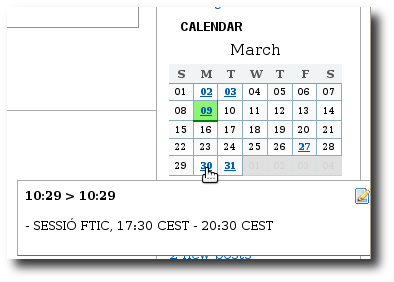 CALENDAR
March
S M T W T F S
01 02 03 04 05 06 07
08 09 10 11 12 13 14
15 16 17 18 19 20 21
22 23 24 25 26 27 28
29 30 31 01 02 03 04
10:29 > 10:29
- SESSIÓ FTIC, 17:30 CEST - 20:30 CEST
2 new posts